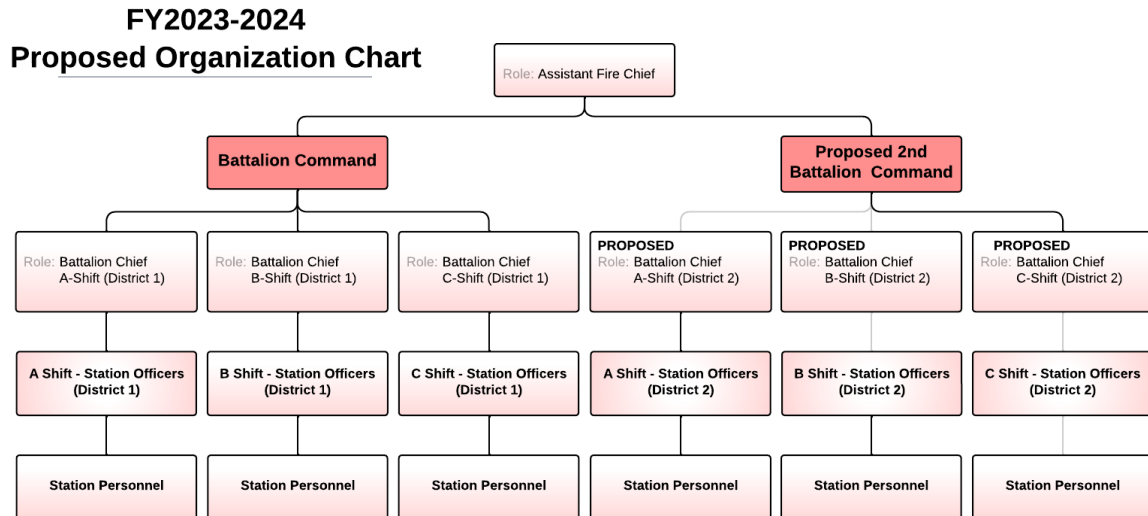 FY2023-2024
Proposed Organization Chart
Role: Assistant Fire Chief
Battalion Command
Proposed 2nd
Battalion Command
Role: Battalion Chief
A-Shift (District 1)
Role: Battalion Chief
B-Shift (District 1)
Role: Battalion Chief
C-Shift (District 1)
PROPOSED
Role: Battalion Chief
A-Shift (District 2)
PROPOSED
Role: Battalion Chief
B-Shift (District 2)
PROPOSED
Role: Battalion Chief
C-Shift (District 2)
A Shift - Station Officers
(District 1)
B Shift - Station Officers
(District 1)
C Shift - Station Officers
(District 1)
A Shift - Station Officers
(District 2)
B Shift - Station Officers
(District 2)
C Shift - Station Officers
(District 2)
Station Personnel
Station Personnel
Station Personnel
Station Personnel
Station Personnel
Station Personnel